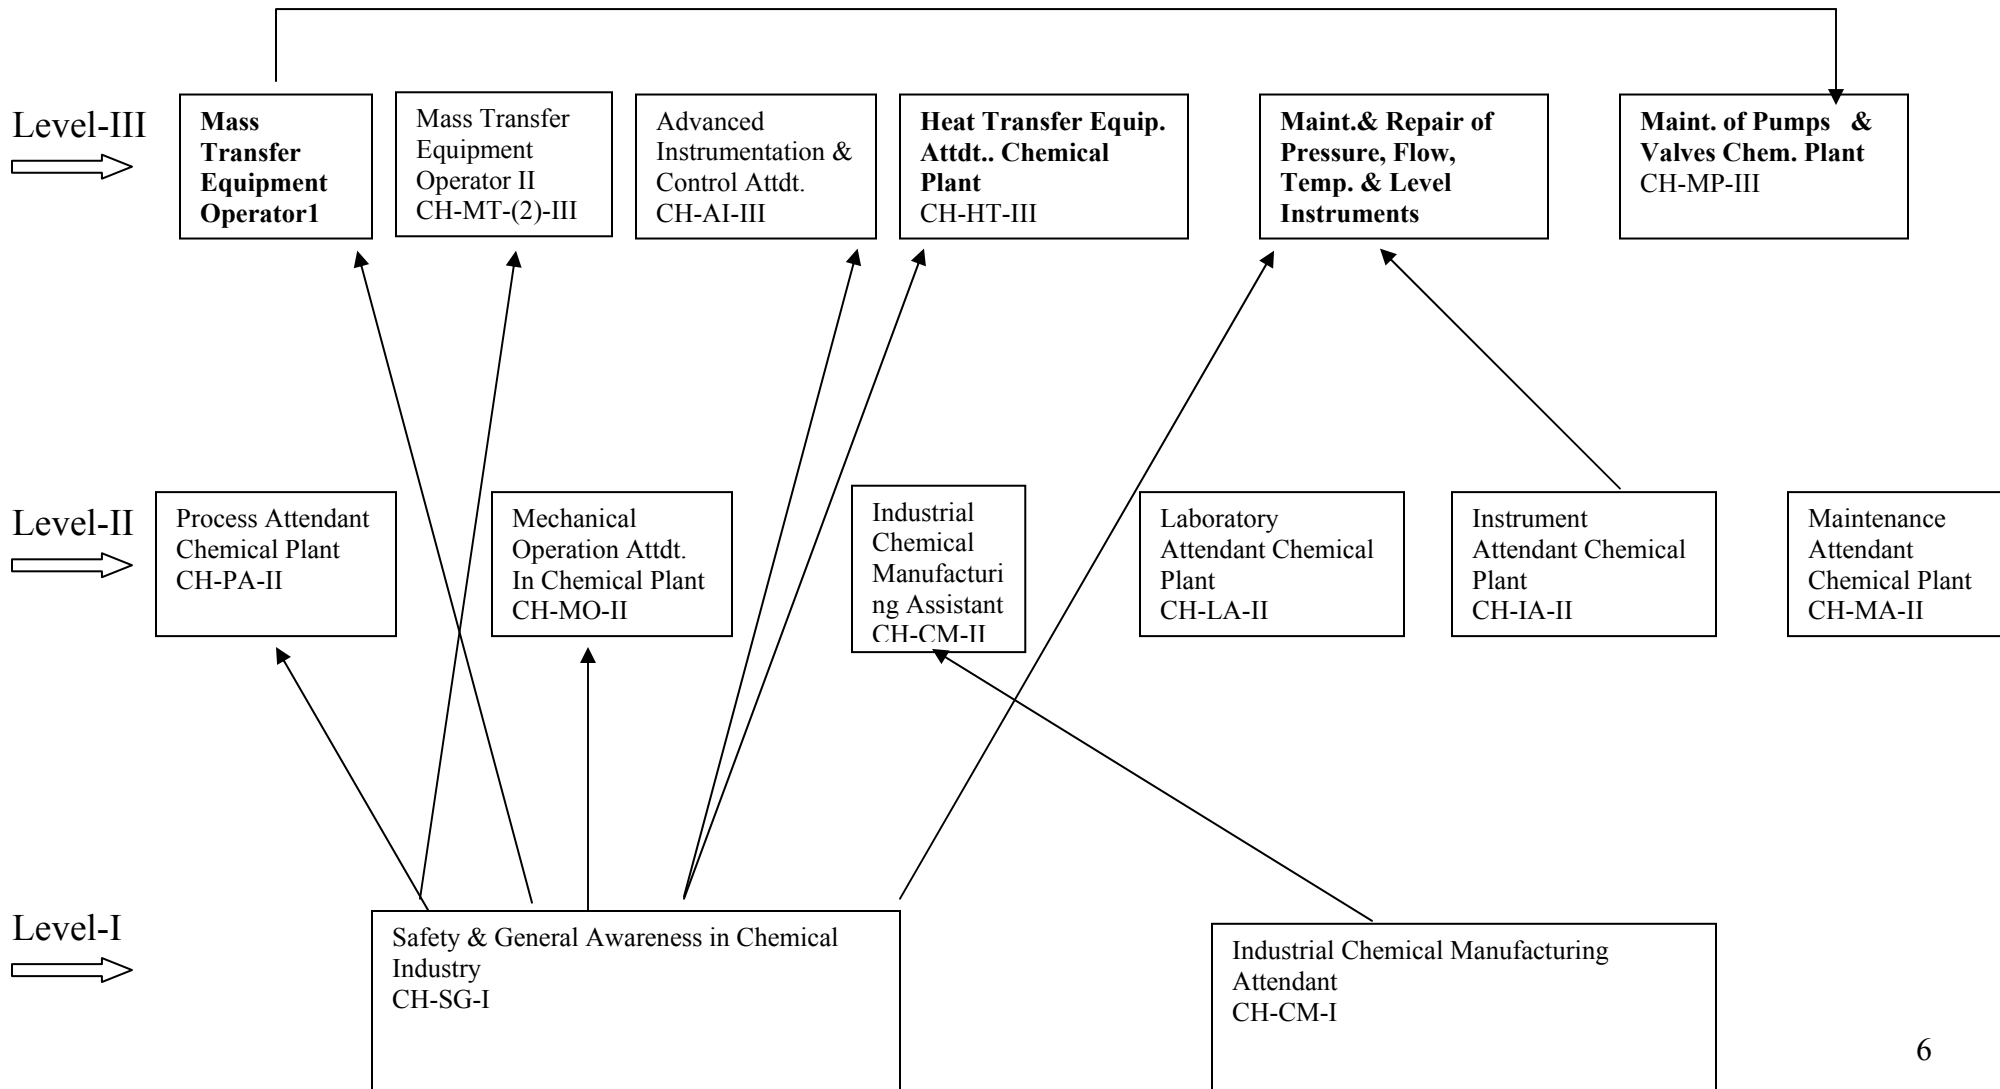 Level-III
Mass
Transfer
Equipment
Operator1
Mass Transfer
Equipment
Operator II
CH-MT-(2)-III
Advanced
Instrumentation &
Control Attdt.
CH-AI-III
Heat Transfer Equip.
Attdt.. Chemical
Plant
CH-HT-III
Maint.& Repair of
Pressure, Flow,
Temp. & Level
Instruments
Maint. of Pumps &
Valves Chem. Plant
CH-MP-III
Level-II
Process Attendant
Chemical Plant
CH-PA-II
Mechanical
Operation Attdt.
In Chemical Plant
CH-MO-II
Industrial
Chemical
Manufacturi
ng Assistant
CH-CM-II
Laboratory
Attendant Chemical
Plant
CH-LA-II
Instrument
Attendant Chemical
Plant
CH-IA-II
Maintenance
Attendant
Chemical Plant
CH-MA-II
Level-I
Safety & General Awareness in Chemical
Industry
CH-SG-I
Industrial Chemical Manufacturing
Attendant
CH-CM-I
6